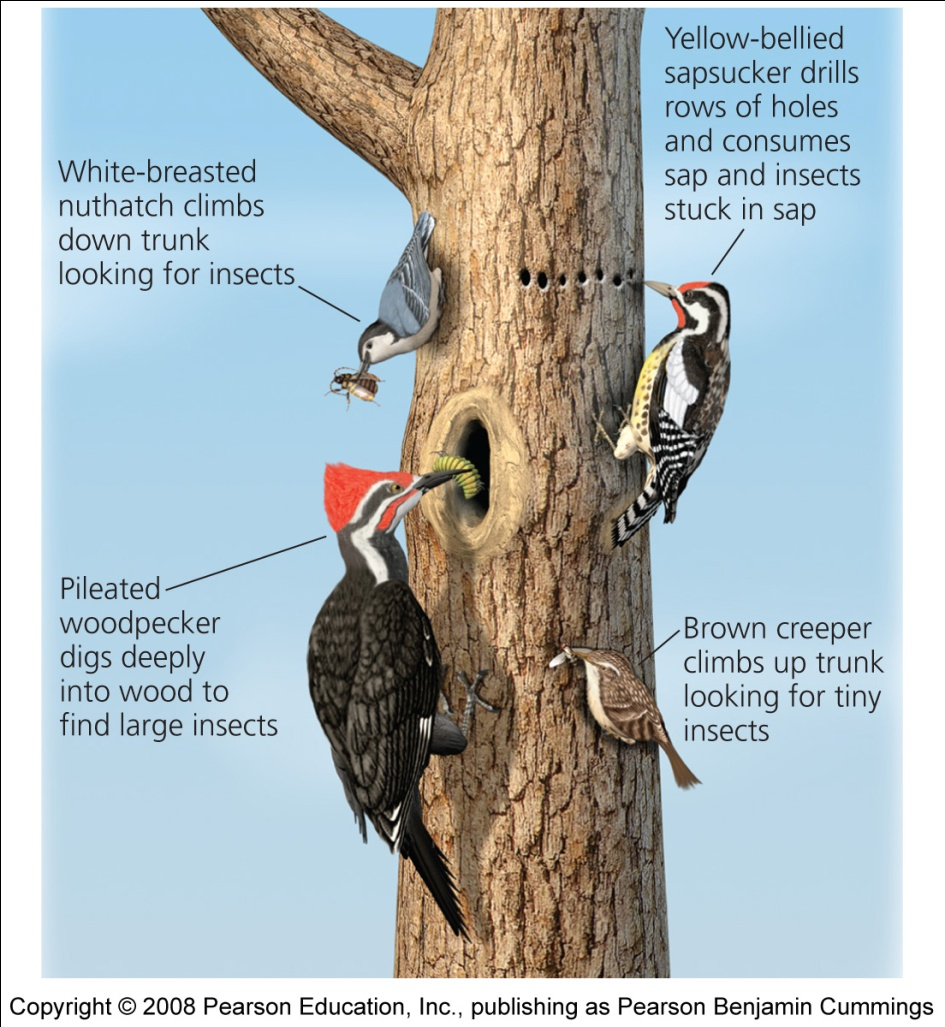 Yellow-bellied
sapsucker drills
rows of holes
and consumes
sap and insects
stuck in sap
White-breasted
nuthatch climbs
down trunk
looking for insects
Pileated
woodpecker
digs deeply
into wood to
find large insects
Brown creeper
climbs up trunk
looking for tiny
insects
Copyright © 2008 Pearson Education, Inc., publishing as Pearson Benjamin Cummings